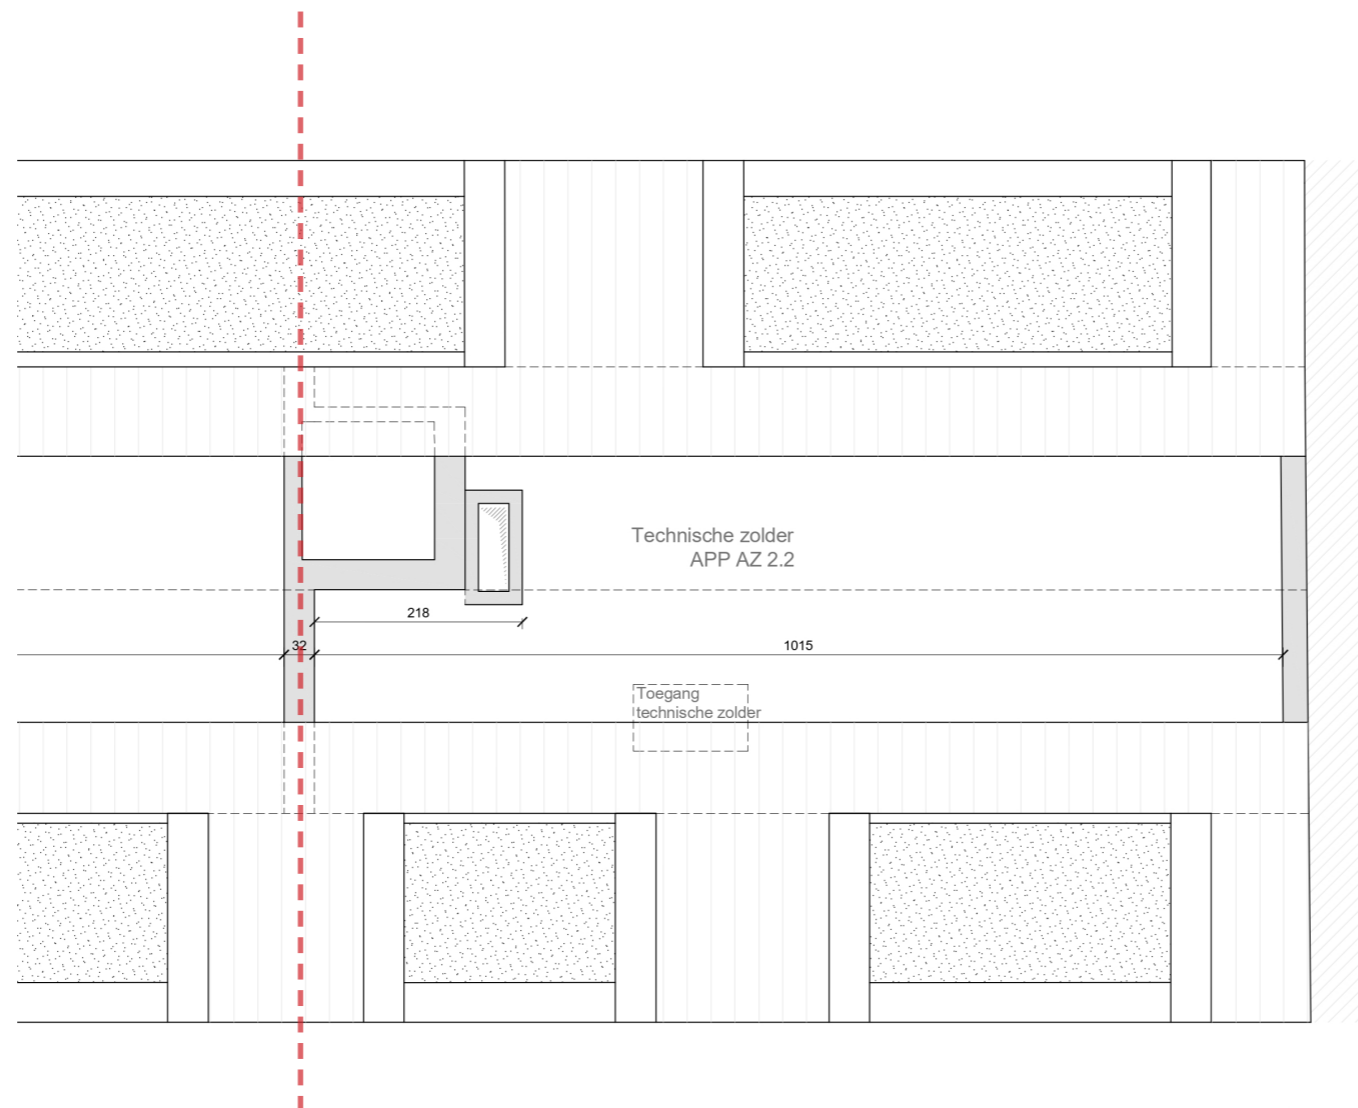 Technische zolder
APP AZ 2.2
218
32
1015
Toegang
technische zolder